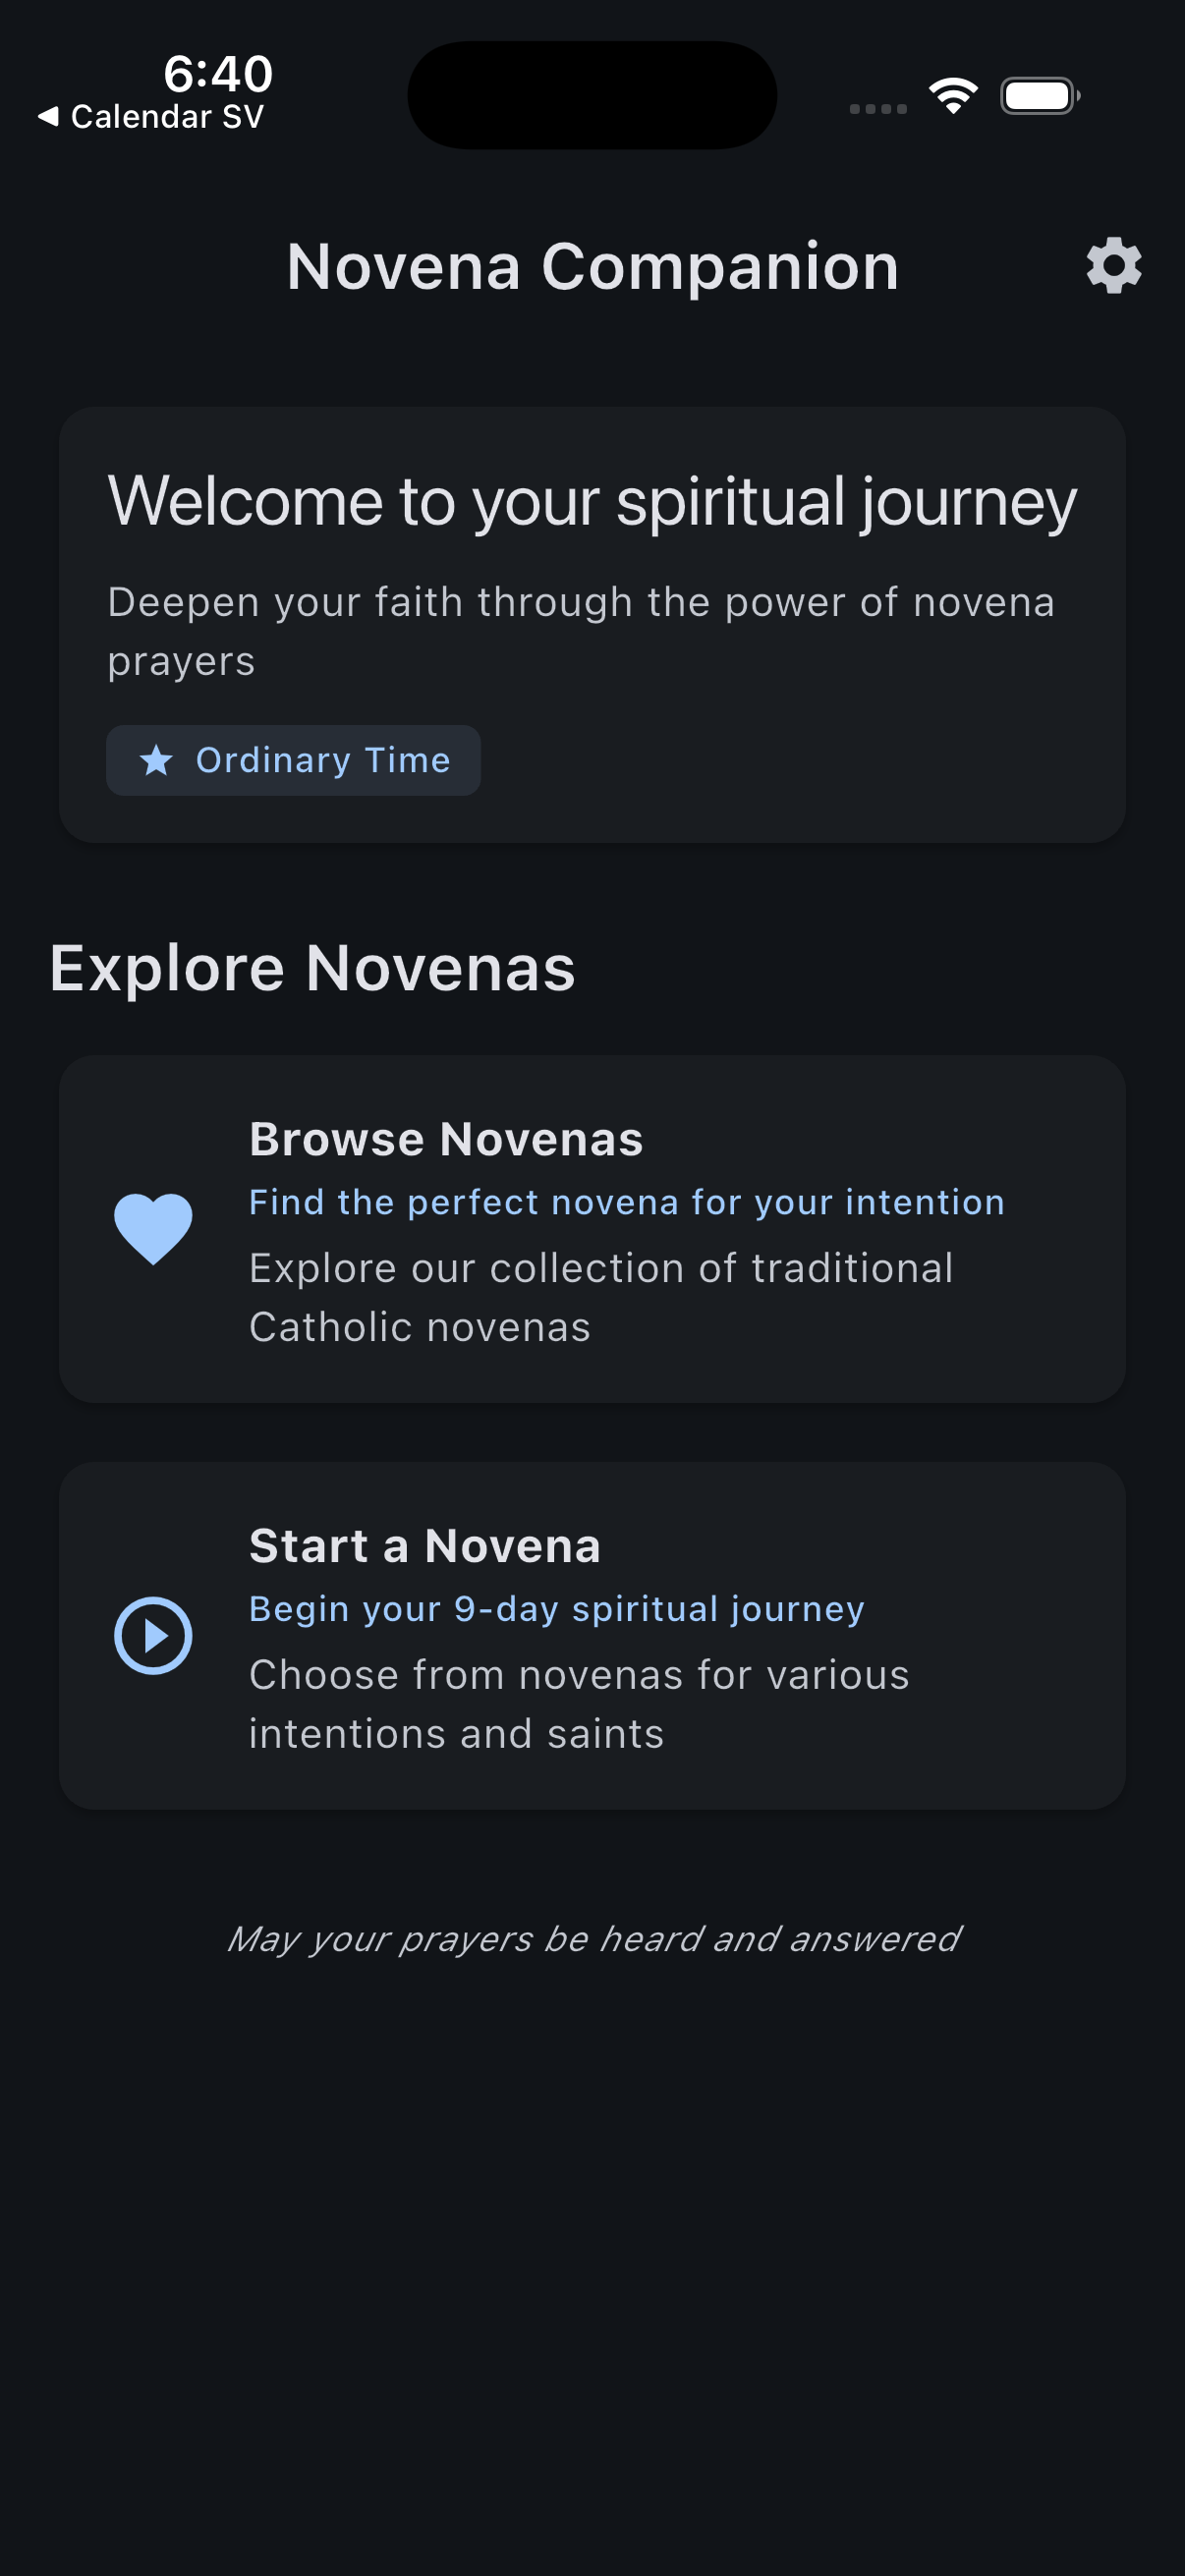 6:40
◀ Calendar SV
Novena Companion
Welcome to your spiritual journey
Deepen your faith through the power of novena
prayers
Ordinary Time
Explore Novenas
Browse Novenas
Find the perfect novena for your intention
Explore our collection of traditional
Catholic novenas
Start a Novena
Begin your 9-day spiritual journey
Choose from novenas for various
intentions and saints
May your prayers be heard and answered